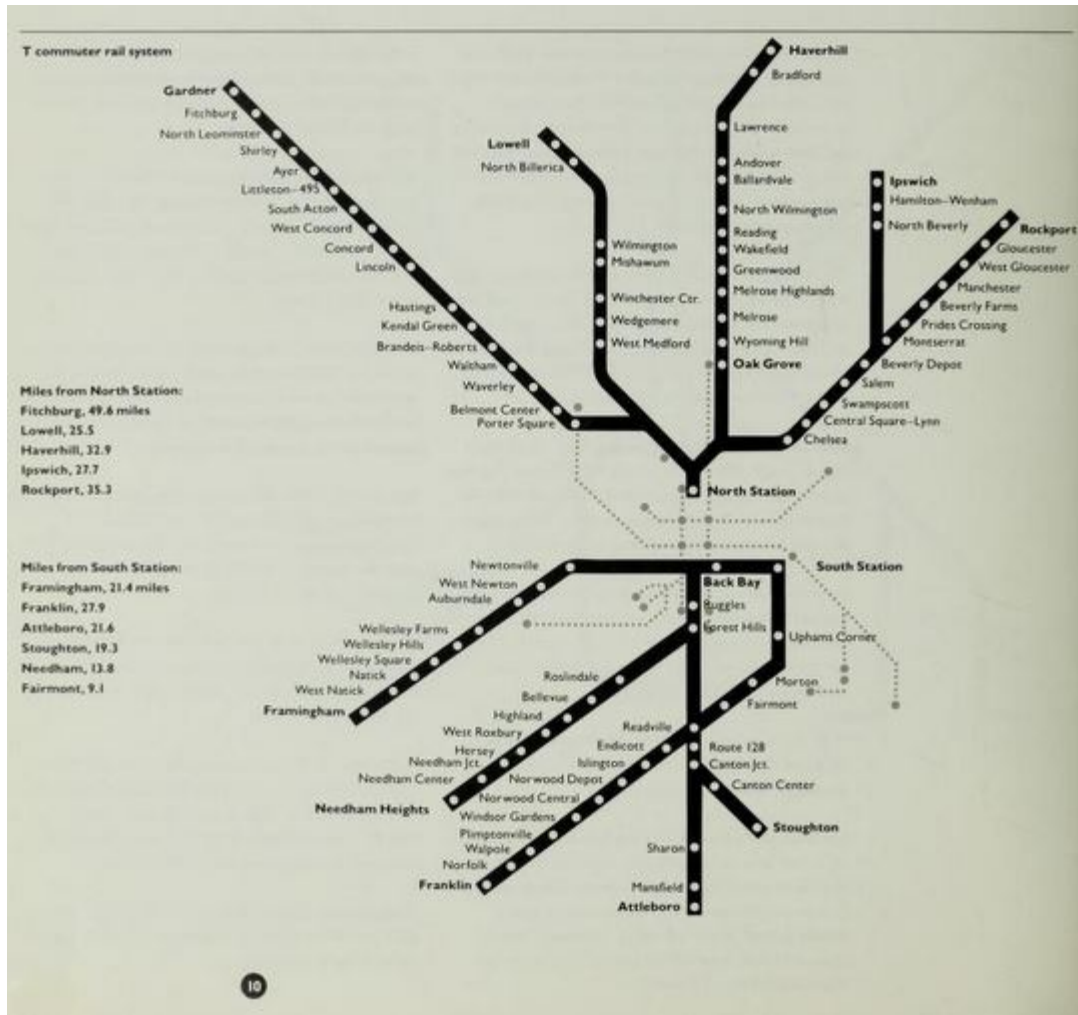 T commuter rail system
Gardner
Fitchburg
North Leominster
Shirley
Ayer
Littleton–495
South Acton
West Concord
Concord
Lincoln
Hastings
Kendal Green
Brandeis–Roberts
Waltham
Waverley
Belmont Center
Porter Square
Lowell
North Billerica
Wilmington
Mishawum
Winchester Ctr.
Wedgemere
West Medford
Haverhill
Bradford
Lawrence
Andover
Ballardvale
North Wilmington
Reading
Wakefield
Greenwood
Melrose Highlands
Melrose
Wyoming Hill
Oak Grove
Ipswich
Hamilton–Wenham
North Beverly
Rockport
Gloucester
West Gloucester
Manchester
Beverly Farms
Prides Crossing
Montserrat
Beverly Depot
Salem
Swampscott
Central Square–Lynn
Chelsea
North Station
Miles from North Station:
Fitchburg, 49.6 miles
Lowell, 25.5
Haverhill, 32.9
Ipswich, 27.7
Rockport, 35.3
Miles from South Station:
Framingham, 21.4 miles
Franklin, 27.9
Attleboro, 21.6
Stoughton, 19.3
Needham, 13.8
Fairmont, 9.1
Newtonville
West Newton
Auburndale
Wellesley Farms
Wellesley Hills
Wellesley Square
Natick
West Natick
Framingham
South Station
Back Bay
Ruggles
Forest Hills
Uphams Corner
Morton
Fairmont
Roslindale
Bellevue
Highland
West Roxbury
Hersey
Needham Jct.
Needham Center
Needham Heights
Readville
Endicott
Islington
Norwood Depot
Norwood Central
Windsor Gardens
Plimptonville
Walpole
Norfolk
Franklin
Route 128
Canton Jct.
Canton Center
Stoughton
Sharon
Mansfield
Attleboro
10